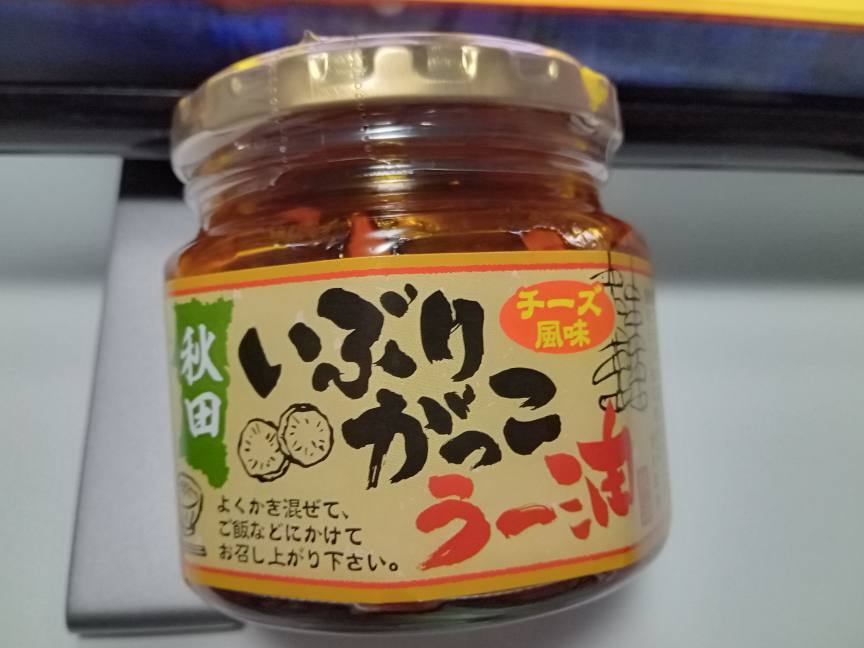 秋田
いぶり
がっこ
ラー油
チーズ
風味
よくかき混ぜて、
ご飯などにかけて
お召し上がり下さい。